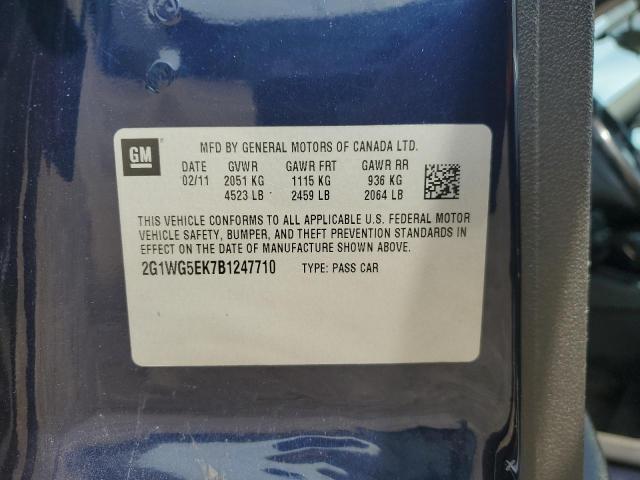 GM
MFD BY GENERAL MOTORS OF CANADA LTD.
DATE GVWR GAWR FRT GAWR RR
02/11 2051 KG 1115 KG 936 KG
4523 LB 2459 LB 2064 LB
THIS VEHICLE CONFORMS TO ALL APPLICABLE U.S. FEDERAL MOTOR
VEHICLE SAFETY, BUMPER, AND THEFT PREVENTION STANDARDS IN
EFFECT ON THE DATE OF MANUFACTURE SHOWN ABOVE.
2G1WG5EK7B1247710 TYPE: PASS CAR